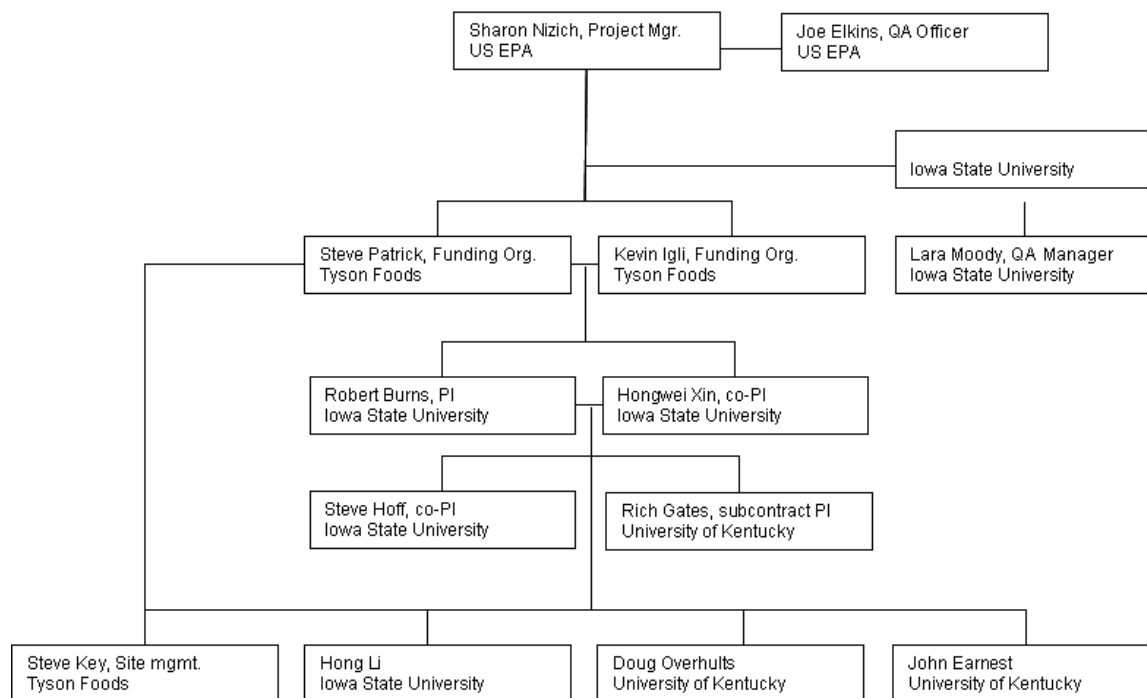 Sharon Nizich, Project Mgr.
US EPA
Joe Elkins, QA Officer
US EPA
Iowa State University
Steve Patrick, Funding Org.
Tyson Foods
Kevin Igli, Funding Org.
Tyson Foods
Lara Moody, QA Manager
Iowa State University
Robert Burns, PI
Iowa State University
Hongwei Xin, co-PI
Iowa State University
Steve Hoff, co-PI
Iowa State University
Rich Gates, subcontract PI
University of Kentucky
Steve Key, Site mgmt.
Tyson Foods
Hong Li
Iowa State University
Doug Overhults
University of Kentucky
John Earnest
University of Kentucky